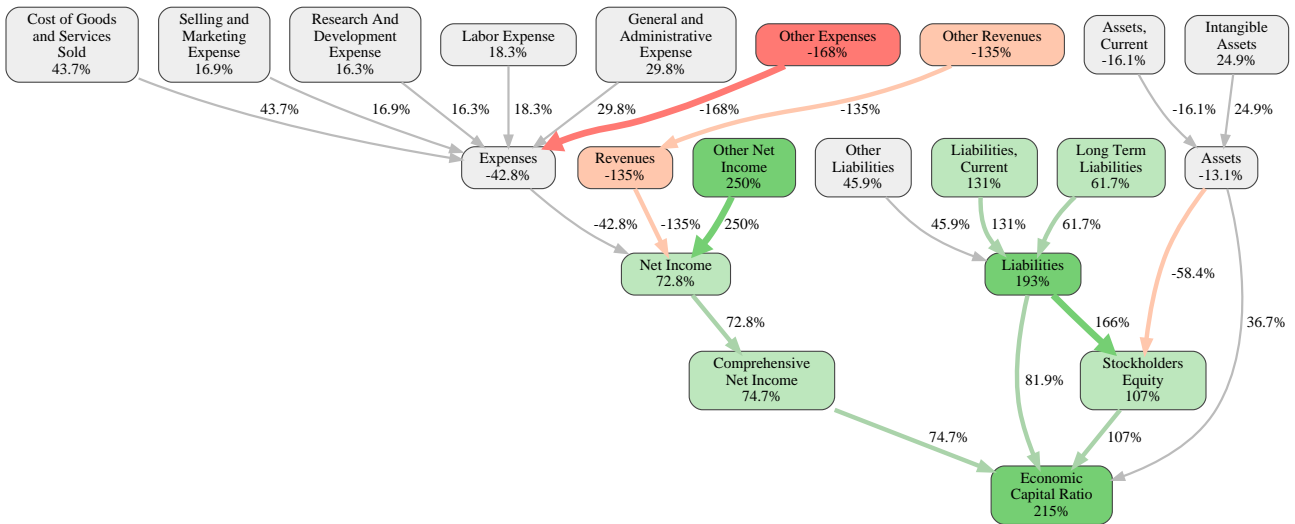 Cost of Goods
and Services
Sold
43.7%
Selling and
Marketing
Expense
16.9%
Research And
Development
Expense
16.3%
Labor Expense
18.3%
General and
Administrative
Expense
29.8%
Other Expenses
-168%
Other Revenues
-135%
Assets,
Current
-16.1%
Intangible
Assets
24.9%
43.7%
16.9%
16.3%
18.3%
29.8%
-168%
-135%
-16.1%
24.9%
Expenses
-42.8%
Revenues
-135%
Other Net
Income
250%
Other
Liabilities
45.9%
Liabilities,
Current
131%
Long Term
Liabilities
61.7%
Assets
-13.1%
-42.8%
-135%
250%
45.9%
131%
61.7%
Net Income
72.8%
Liabilities
193%
-58.4%
72.8%
166%
36.7%
Comprehensive
Net Income
74.7%
81.9%
Stockholders
Equity
107%
74.7%
107%
Economic
Capital Ratio
215%